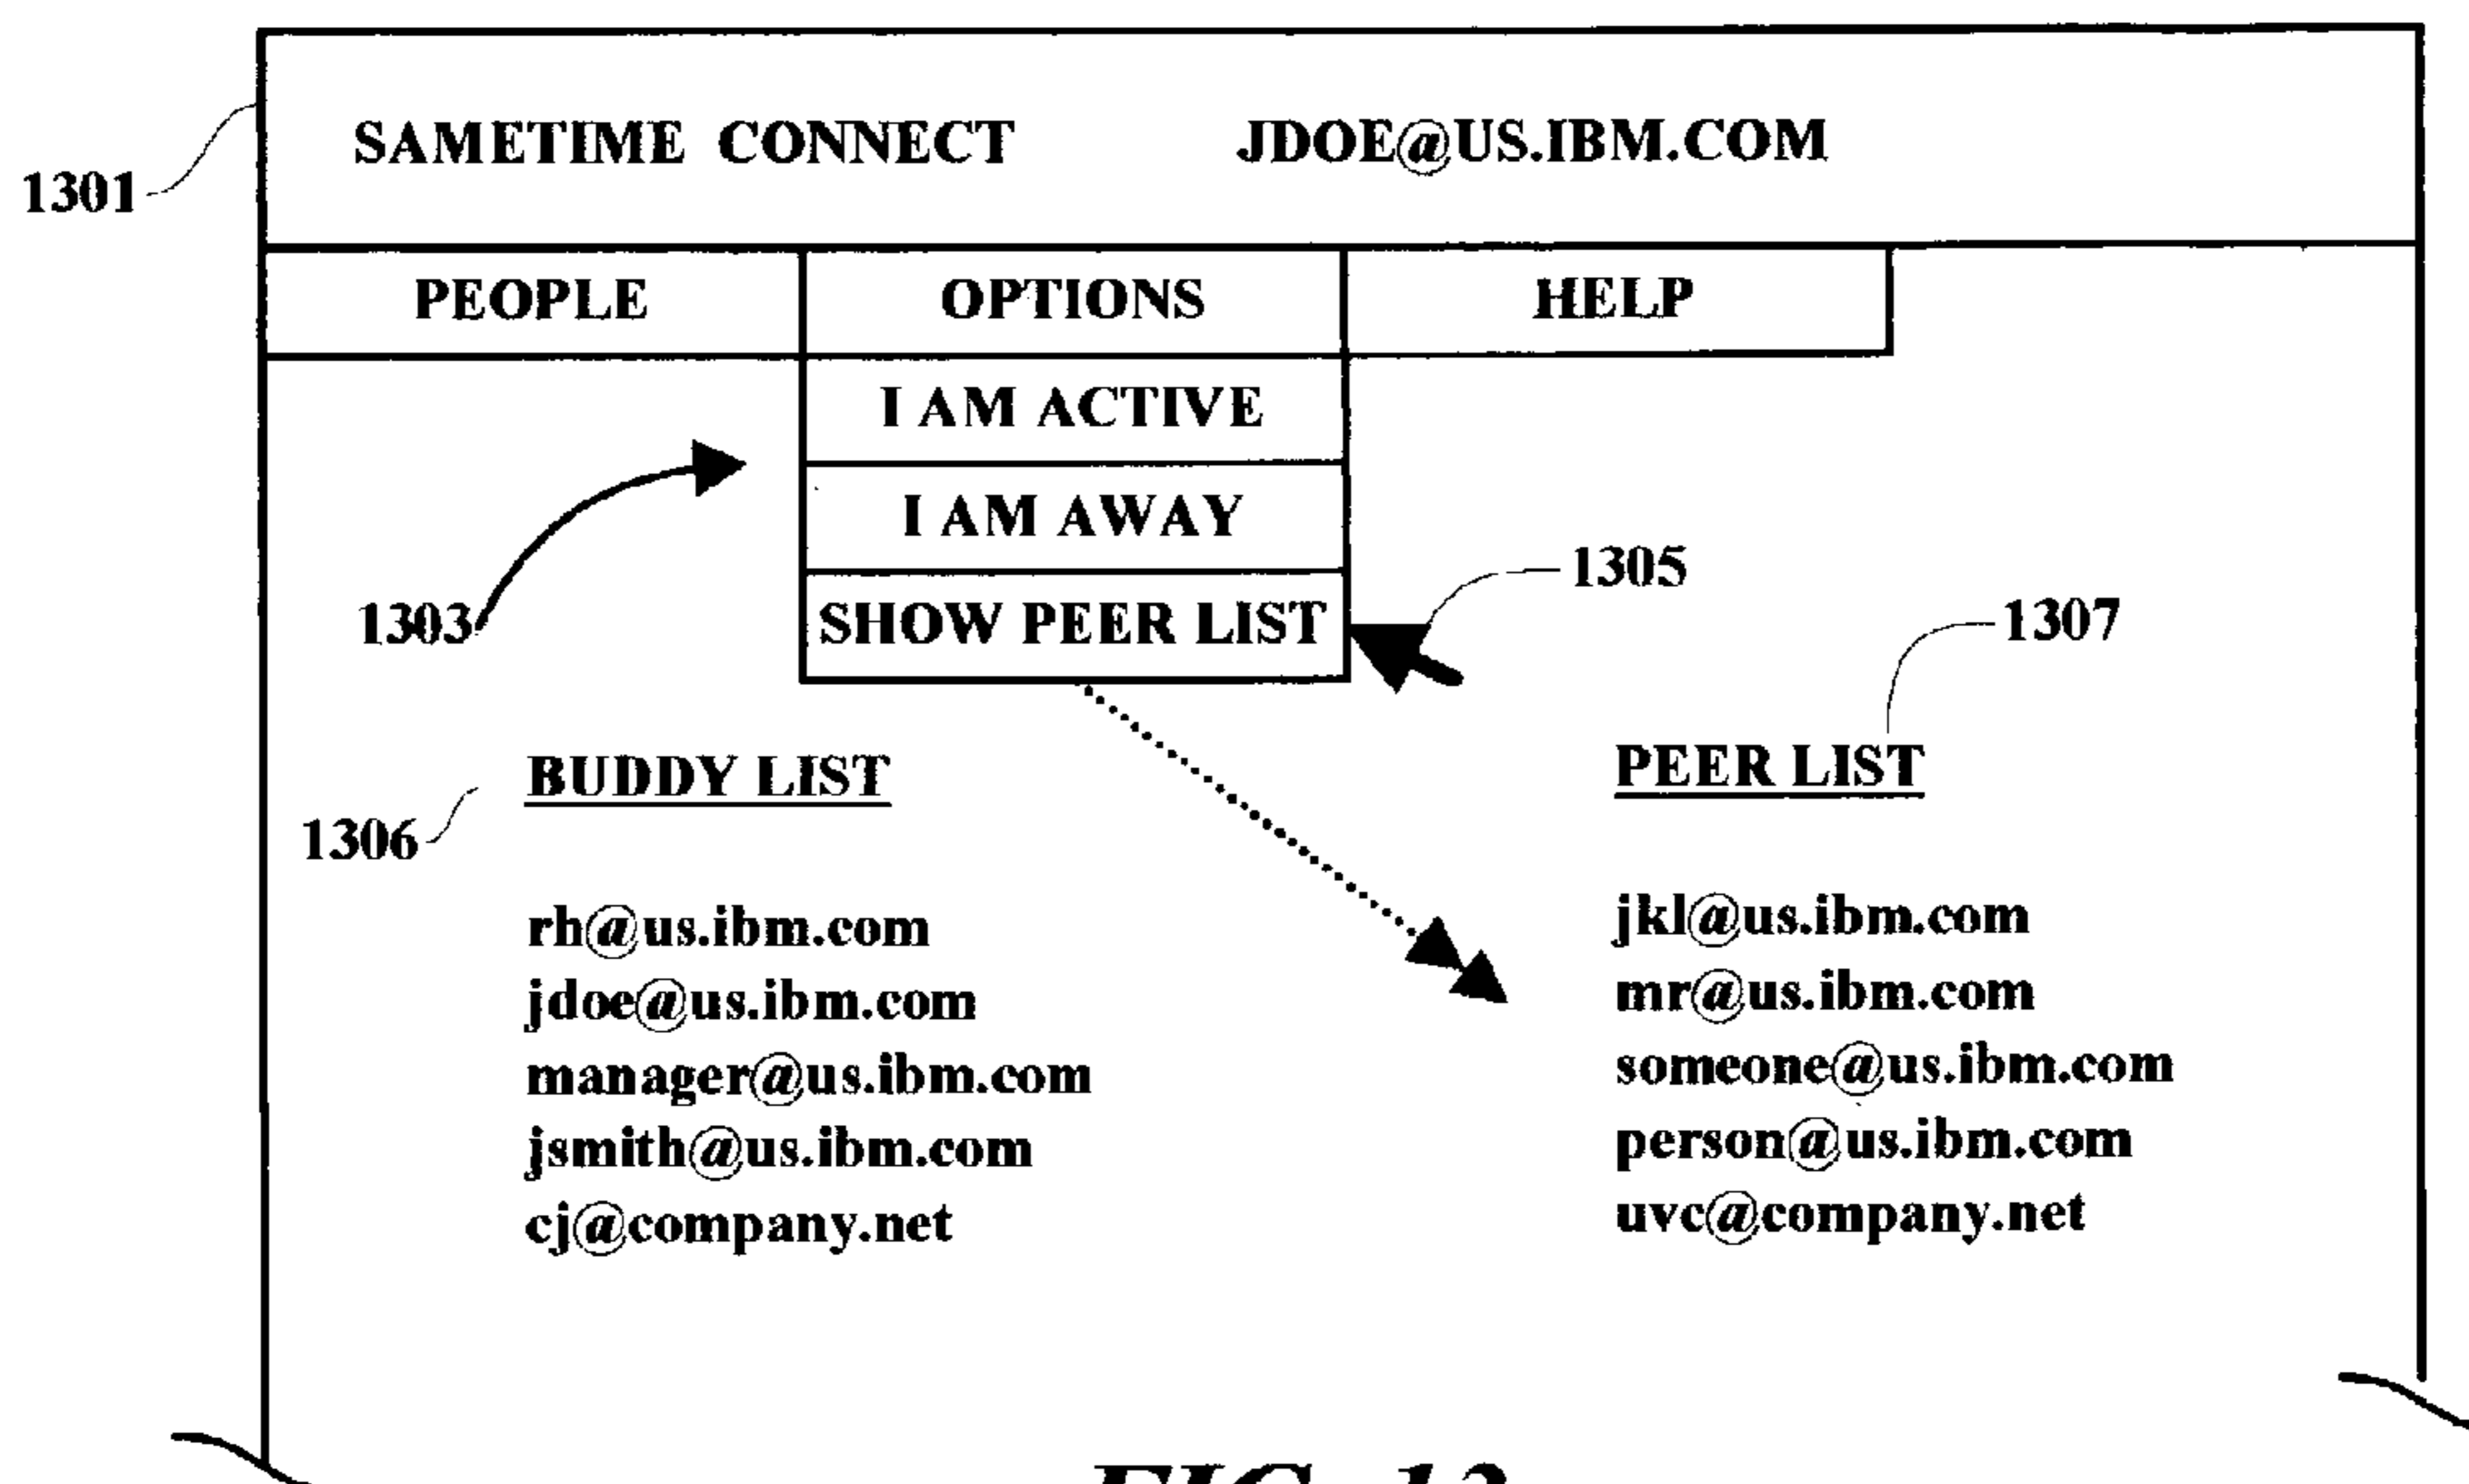 SAMETIME CONNECT JDOE@US.IBM.COM
1301
PEOPLE OPTIONS HELP
I AM ACTIVE
I AM AWAY
1305
SHOW PEER LIST
1303
1307
BUDDY LIST
1306
rh@us.ibm.com
jdoe@us.ibm.com
manager@us.ibm.com
jsmith@us.ibm.com
cj@company.net
PEER LIST
jkl@us.ibm.com
mr@us.ibm.com
someone@us.ibm.com
person@us.ibm.com
uvc@company.net